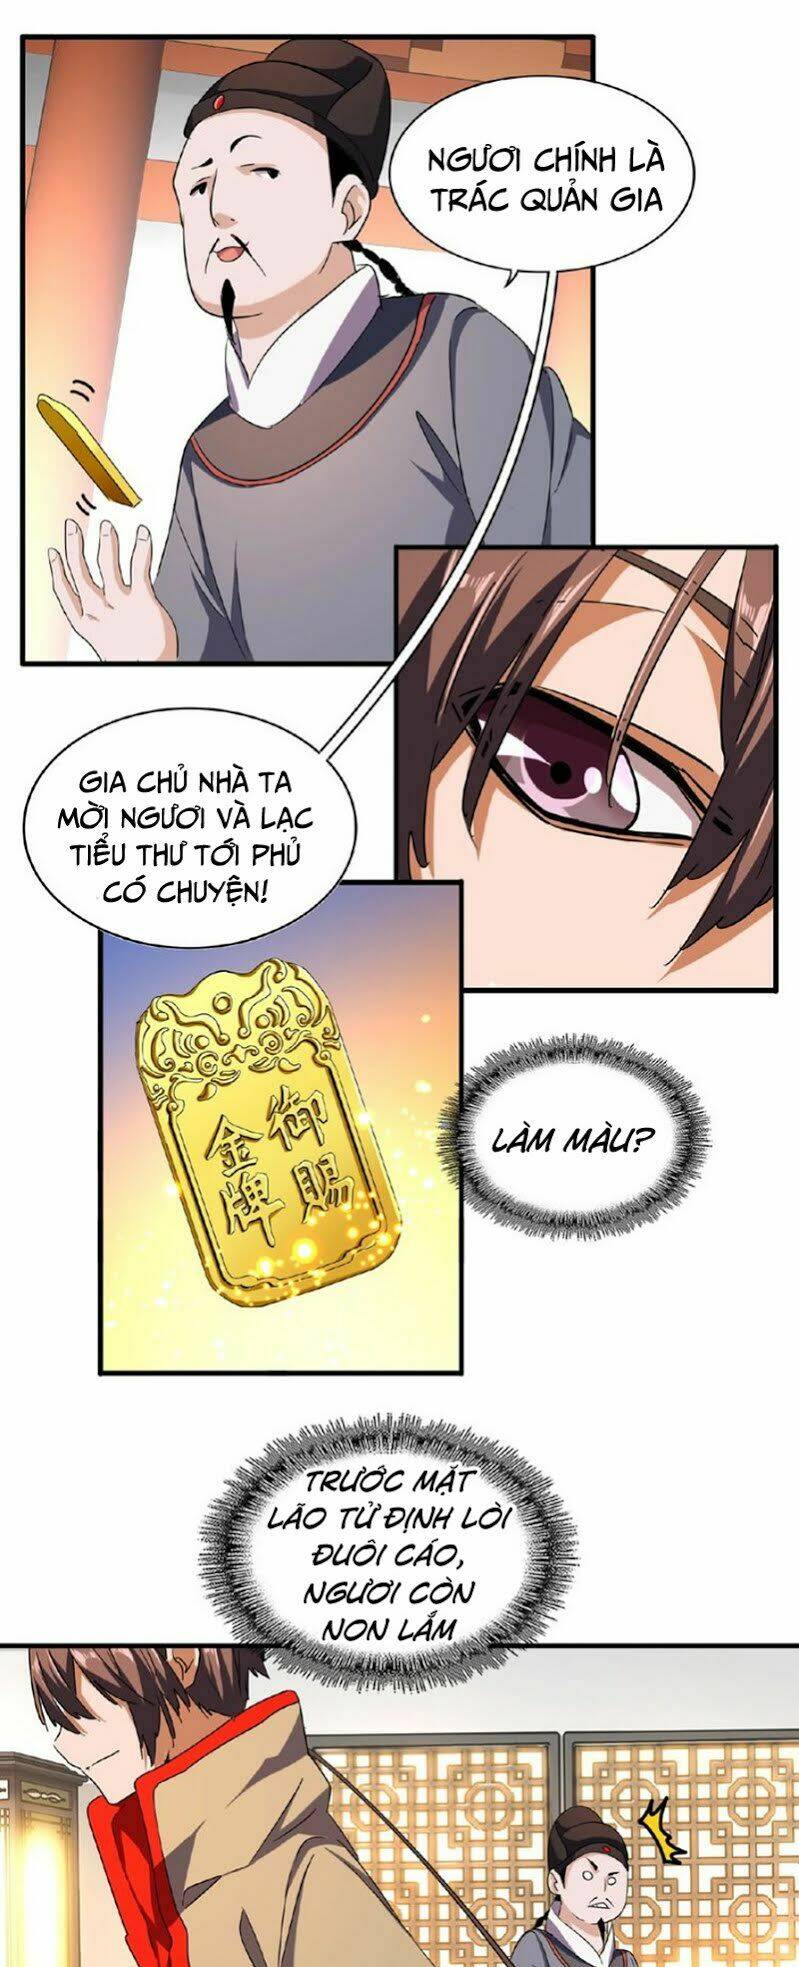 NGƯƠI CHÍNH LÀ
TRÁC QUẢN GIA
GIA CHỦ NHÀ TA
MỜI NGƯƠI VÀ LẠC
TIỂU THƯ TỚI PHỦ
CÓ CHUYỆN!
御賜
金牌
LÀM MÀU?
TRƯỚC MẶT
LÃO TỬ ĐỊNH LÒI
ĐUÔI CÁO,
NGƯƠI CÒN
NON LẮM